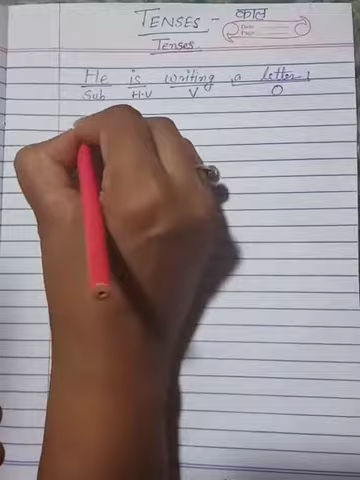 TENSES - काल
Tenses
He is writing a letter.
Sub H.V V O